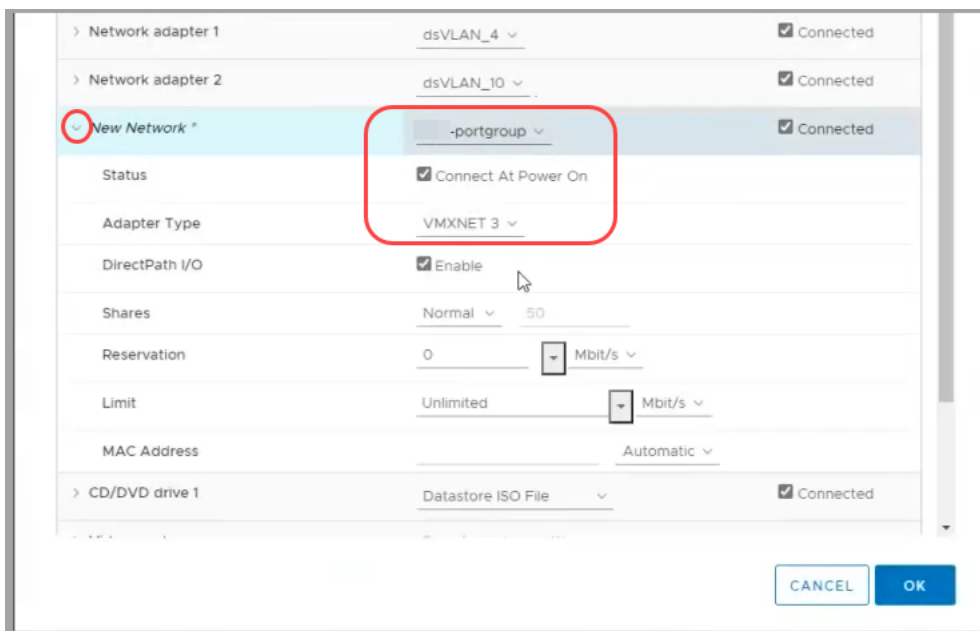 Network adapter 1 dsVLAN_4 Connected
Network adapter 2 dsVLAN_10 Connected
New Network * -portgroup Connected
Status Connect At Power On
Adapter Type VMXNET 3
DirectPath I/O Enable
Shares Normal 50
Reservation 0 Mbit/s
Limit Unlimited Mbit/s
MAC Address Automatic
CD/DVD drive 1 Datastore ISO File Connected
CANCEL OK